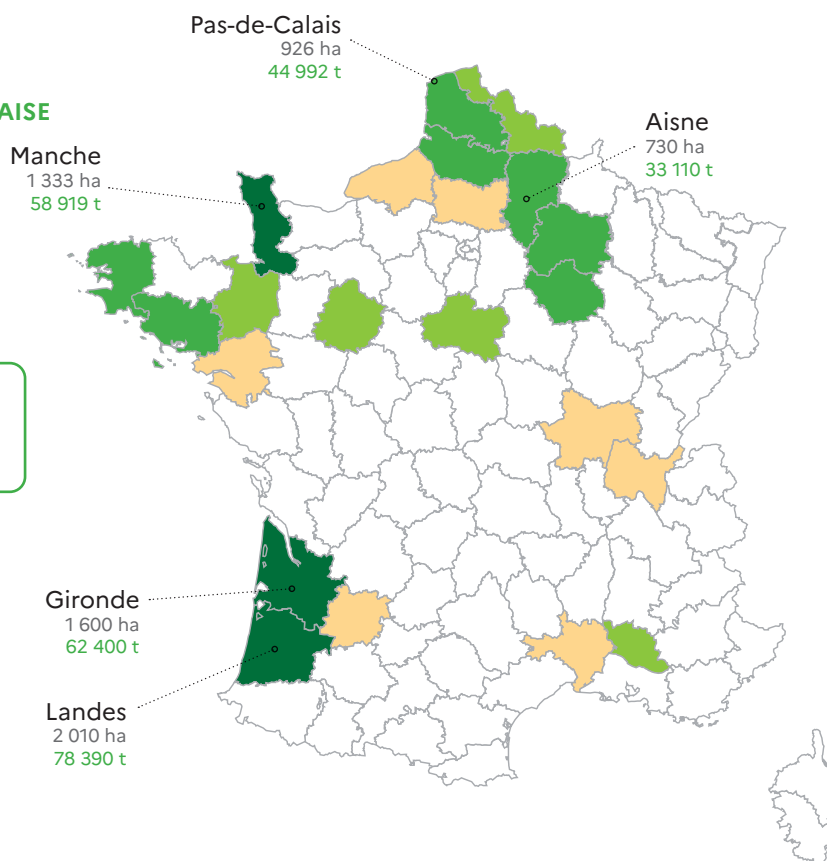 Pas-de-Calais
926 ha
44 992 t
AISE
Aisne
730 ha
33 110 t
Manche
1 333 ha
58 919 t
Gironde
1 600 ha
62 400 t
Landes
2 010 ha
78 390 t